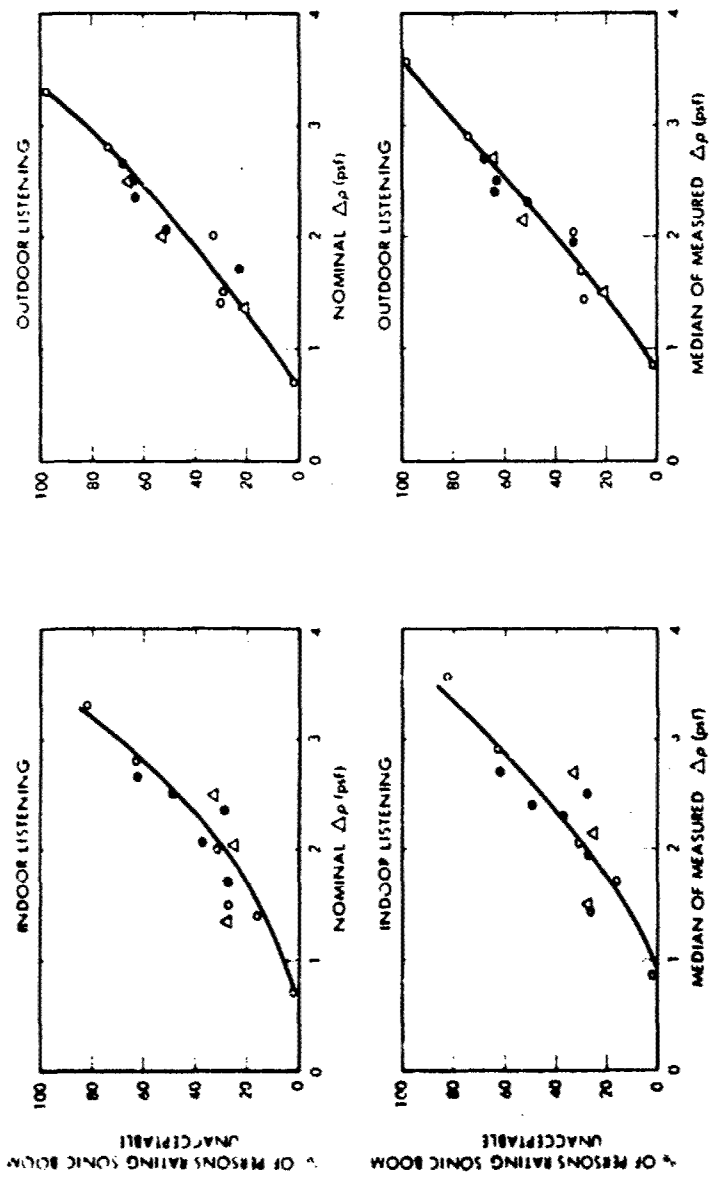 INDOOR LISTENING
OUTDOOR LISTENING
OF PERSONS RATING SONIC BOOM
UNACCEPTABLE
100
80
60
40
20
0
0 1 2 3 4
NOMINAL Δρ (psf)
100
80
60
40
20
0
0 1 2 3 4
NOMINAL Δρ (psf)
INDOOR LISTENING
OUTDOOR LISTENING
% OF PERSONS RATING SONIC BOOM
UNACCEPTABLE
100
80
60
40
20
0
0 1 2 3 4
MEDIAN OF MEASURED Δρ (psf)
100
80
60
40
20
0
0 1 2 3 4
MEDIAN OF MEASURED Δρ (psf)